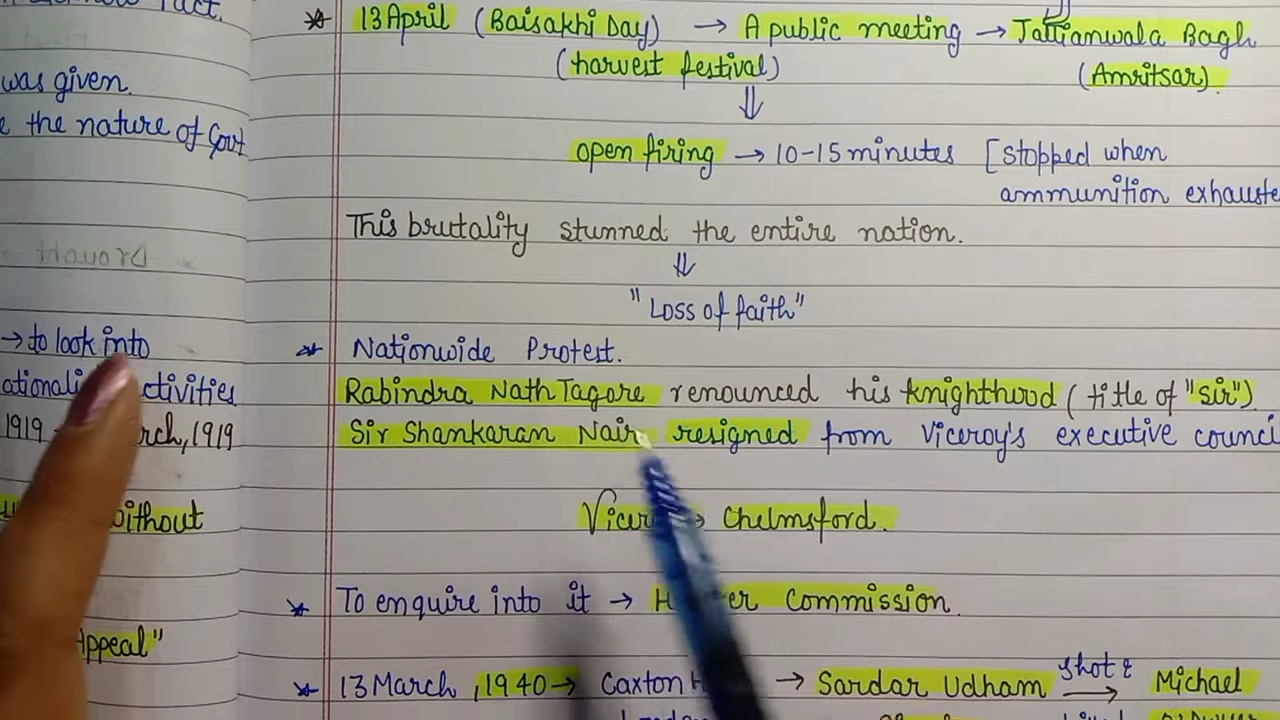 was given.
the nature of Govt
→ to look into
activities
1919
March, 1919
without
Appeal"
13 April (Baisakhi Day) → A public meeting → Jallianwala Bagh
(harvest festival)
(Amritsar).
⇓
open firing → 10-15 minutes [stopped when
ammunition
This brutality stunned the entire nation.
⇓
"Loss of faith"
Nationwide Protest.
Rabindra Nath Tagore renounced his knighthood (title of "Sir").
Sir Shankaran Nair resigned from Viceroy's executive
→ Chelmsford.
To enquire into it → Commission.
13 March, 1940 → Caxton → Sardar Udham shot & → Michael